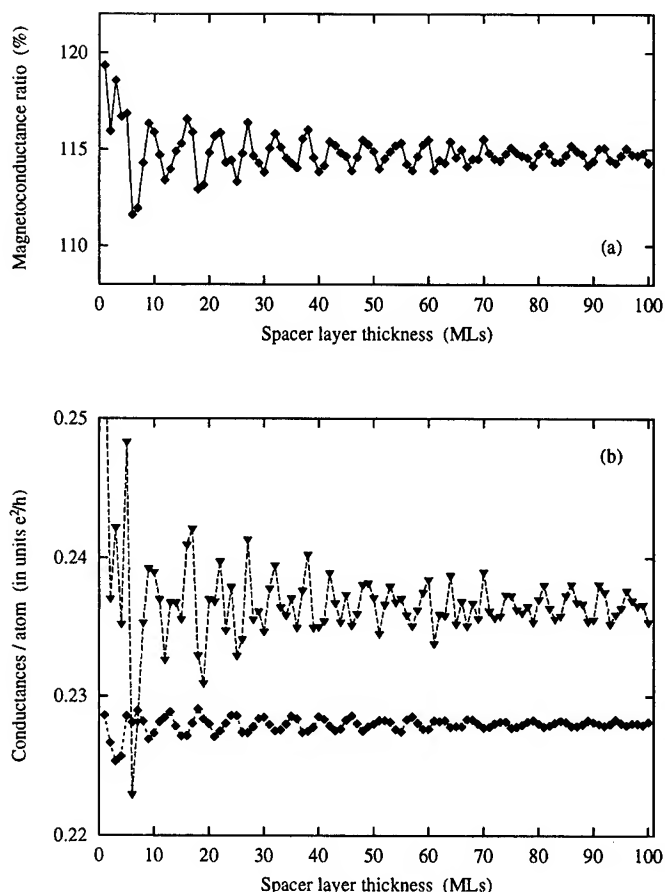 120
115
110
Magnetoconductance ratio (%)
(a)
0 10 20 30 40 50 60 70 80 90 100
Spacer layer thickness (MLs)
0.25
0.24
0.23
0.22
Conductances / atom (in units e²/h)
(b)
0 10 20 30 40 50 60 70 80 90 100
Spacer layer thickness (MLs)